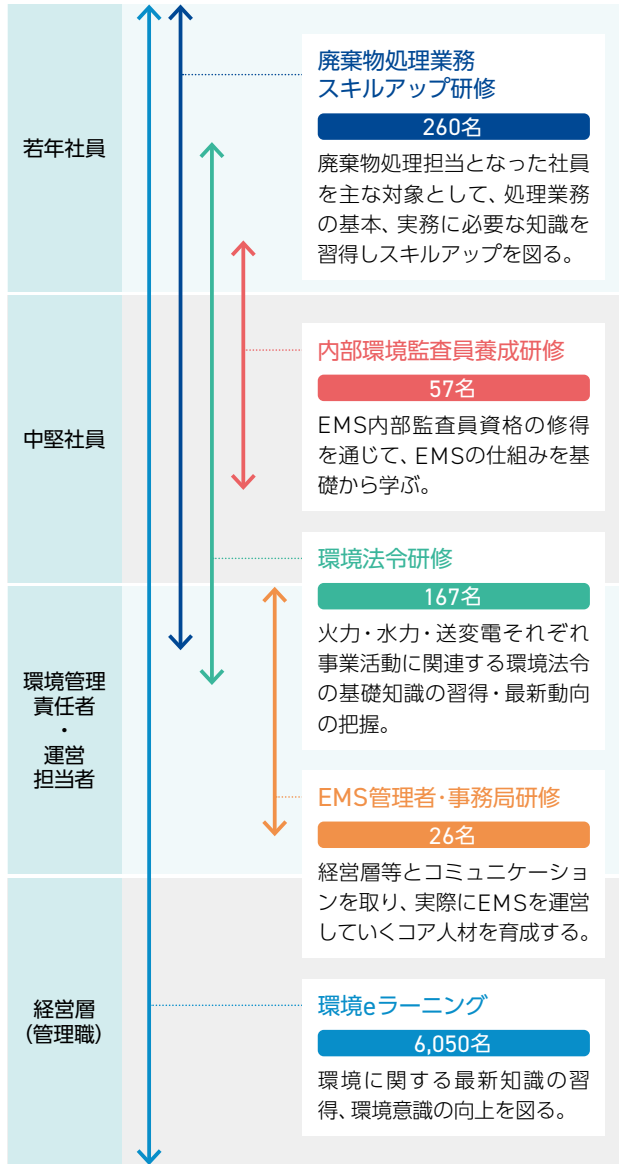 若年社員
廃棄物処理業務
スキルアップ研修
260名
廃棄物処理担当となった社員
を主な対象として、処理業務
の基本、実務に必要な知識を
習得しスキルアップを図る。
中堅社員
内部環境監査員養成研修
57名
EMS内部監査員資格の修得
を通じて、EMSの仕組みを基
礎から学ぶ。
環境管理
責任者
・
運営
担当者
環境法令研修
167名
火力・水力・送変電それぞれ
事業活動に関連する環境法令
の基礎知識の習得・最新動向
の把握。
EMS管理者・事務局研修
26名
経営層等とコミュニケーショ
ンを取り、実際にEMSを運営
していくコア人材を育成する。
経営層
(管理職)
環境eラーニング
6,050名
環境に関する最新知識の習
得、環境意識の向上を図る。